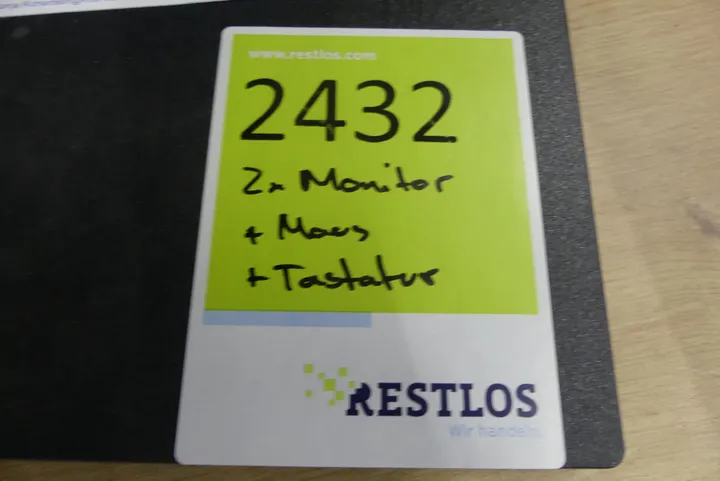 www.restlos.com
2432
2x Monitor
+ Maus
+ Tastatur
RESTLOS
Wir handeln.